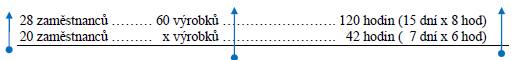 28 zaměstnanců ……… 60 výrobků …………………… 120 hodin (15 dní x 8 hod)
20 zaměstnanců ……… x výrobků …………………… 42 hodin ( 7 dní x 6 hod)